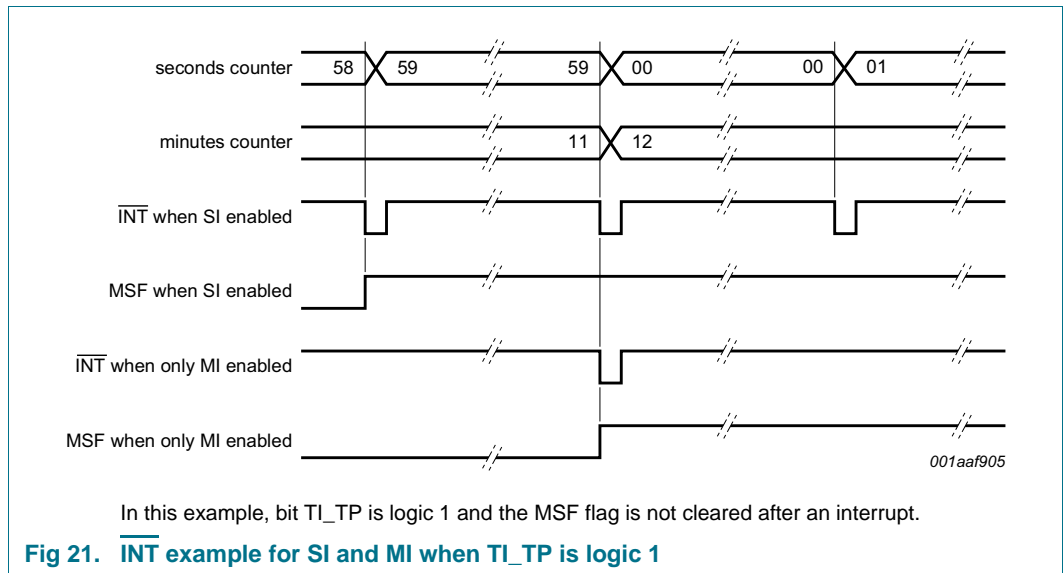 seconds counter 58 59 59 00 00 01
minutes counter 11 12
INT when SI enabled
MSF when SI enabled
INT when only MI enabled
MSF when only MI enabled
001aaf905
In this example, bit TI_TP is logic 1 and the MSF flag is not cleared after an interrupt.
Fig 21. INT example for SI and MI when TI_TP is logic 1